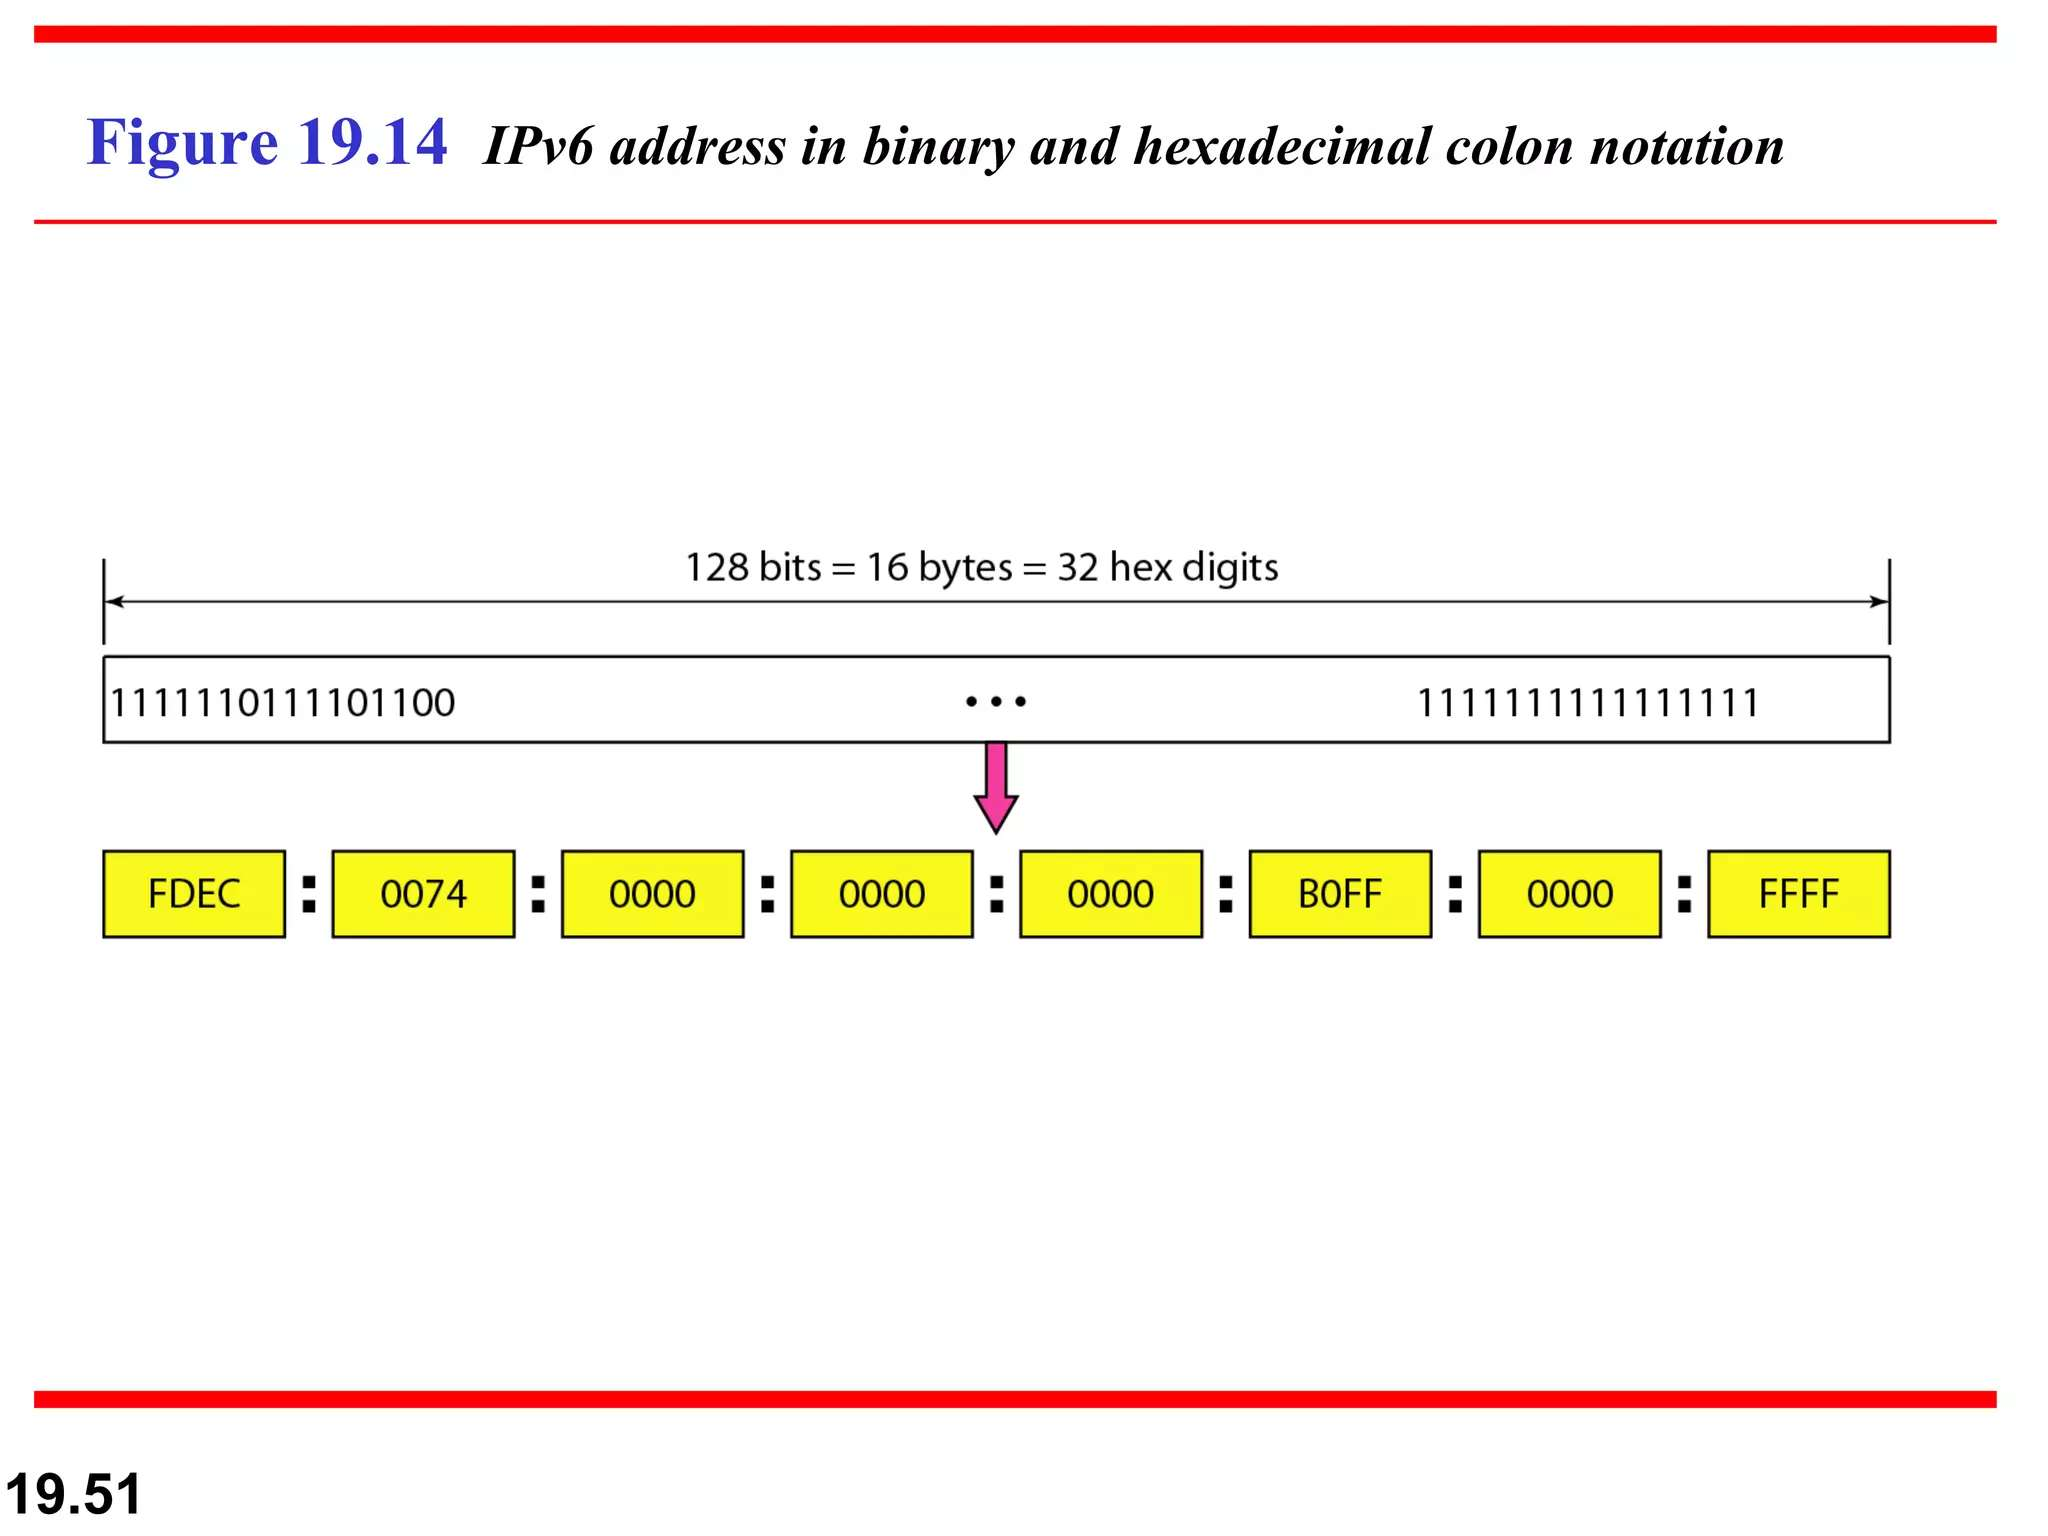 Figure 19.14 IPv6 address in binary and hexadecimal colon notation
128 bits = 16 bytes = 32 hex digits
1111110111101100 ••• 1111111111111111
FDEC : 0074 : 0000 : 0000 : 0000 : B0FF : 0000 : FFFF
19.51